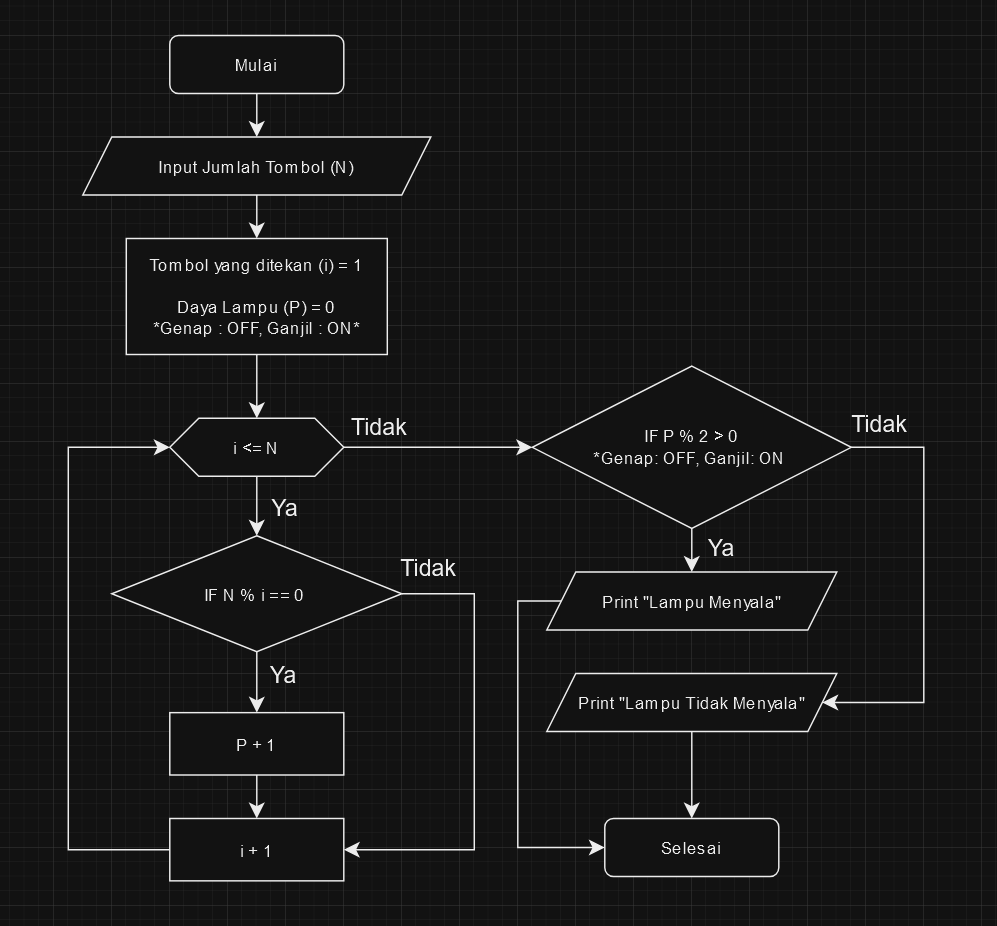 Mulai
Input Jumlah Tombol (N)
Tombol yang ditekan (i) = 1
Daya Lampu (P) = 0
*Genap : OFF, Ganjil : ON*
i <= N
Tidak
Ya
IF N % i == 0
Tidak
Ya
P + 1
i + 1
IF P % 2 > 0
*Genap: OFF, Ganjil: ON
Tidak
Ya
Print "Lampu Menyala"
Print "Lampu Tidak Menyala"
Selesai